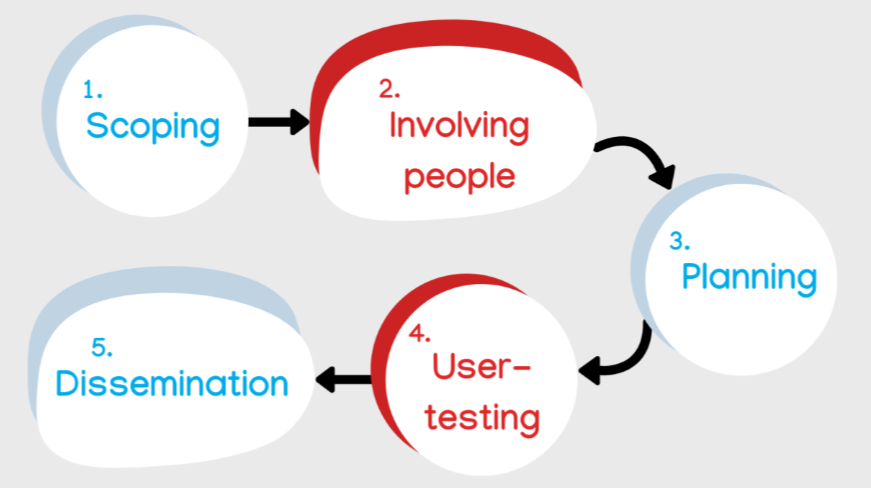 1.
Scoping
2.
Involving
people
3.
Planning
4.
User-
testing
5.
Dissemination